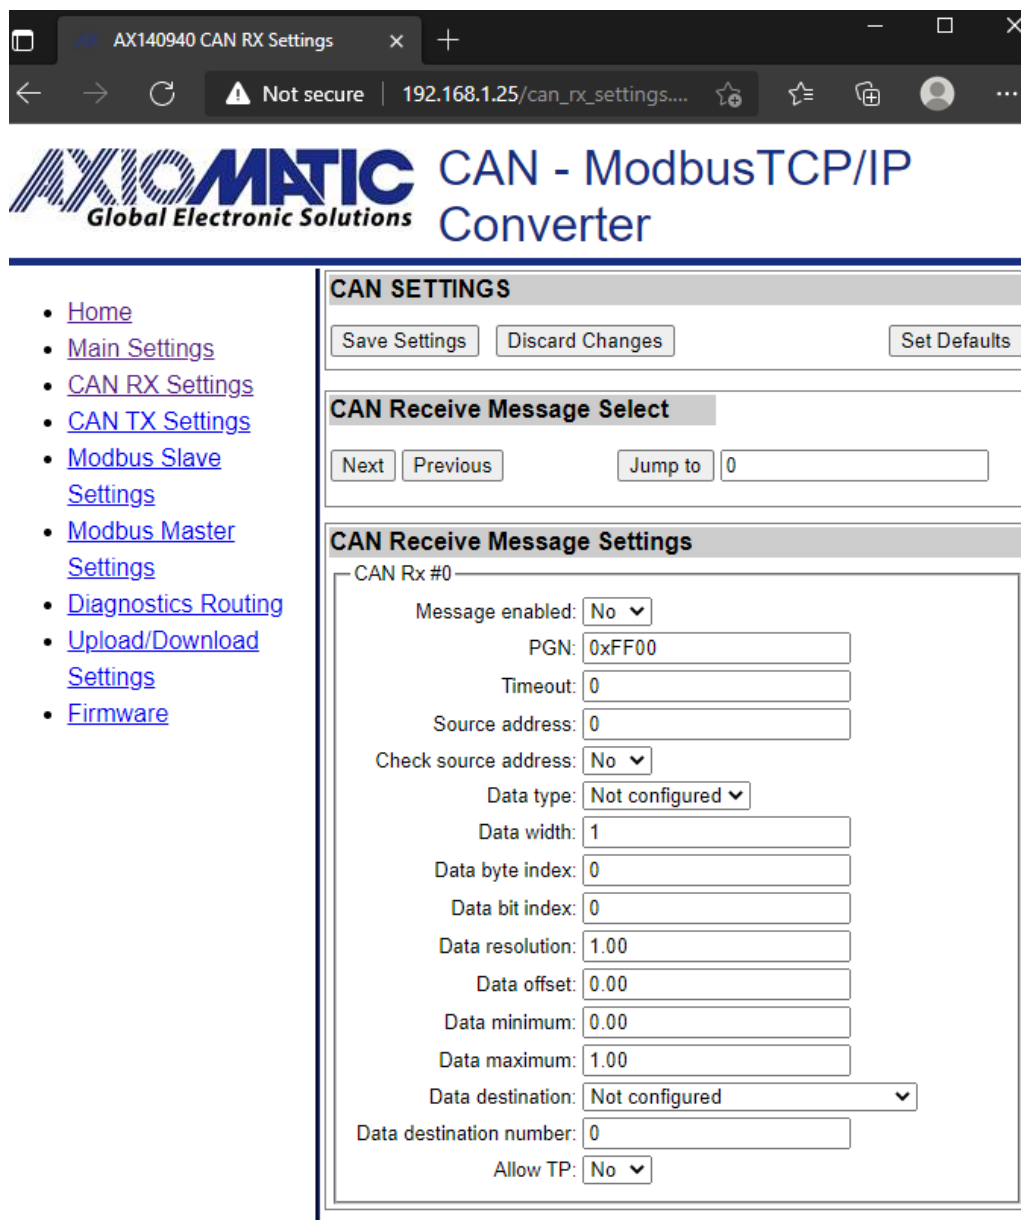 AX140940 CAN RX Settings
Not secure
192.168.1.25/can_rx_settings....
AXIOMATIC
Global Electronic Solutions
CAN - ModbusTCP/IP
Converter
Home
Main Settings
CAN RX Settings
CAN TX Settings
Modbus Slave
Settings
Modbus Master
Settings
Diagnostics Routing
Upload/Download
Settings
Firmware
CAN SETTINGS
Save Settings Discard Changes Set Defaults
CAN Receive Message Select
Next Previous Jump to 0
CAN Receive Message Settings
CAN Rx #0
Message enabled: No
PGN: 0xFF00
Timeout: 0
Source address: 0
Check source address: No
Data type: Not configured
Data width: 1
Data byte index: 0
Data bit index: 0
Data resolution: 1.00
Data offset: 0.00
Data minimum: 0.00
Data maximum: 1.00
Data destination: Not configured
Data destination number: 0
Allow TP: No